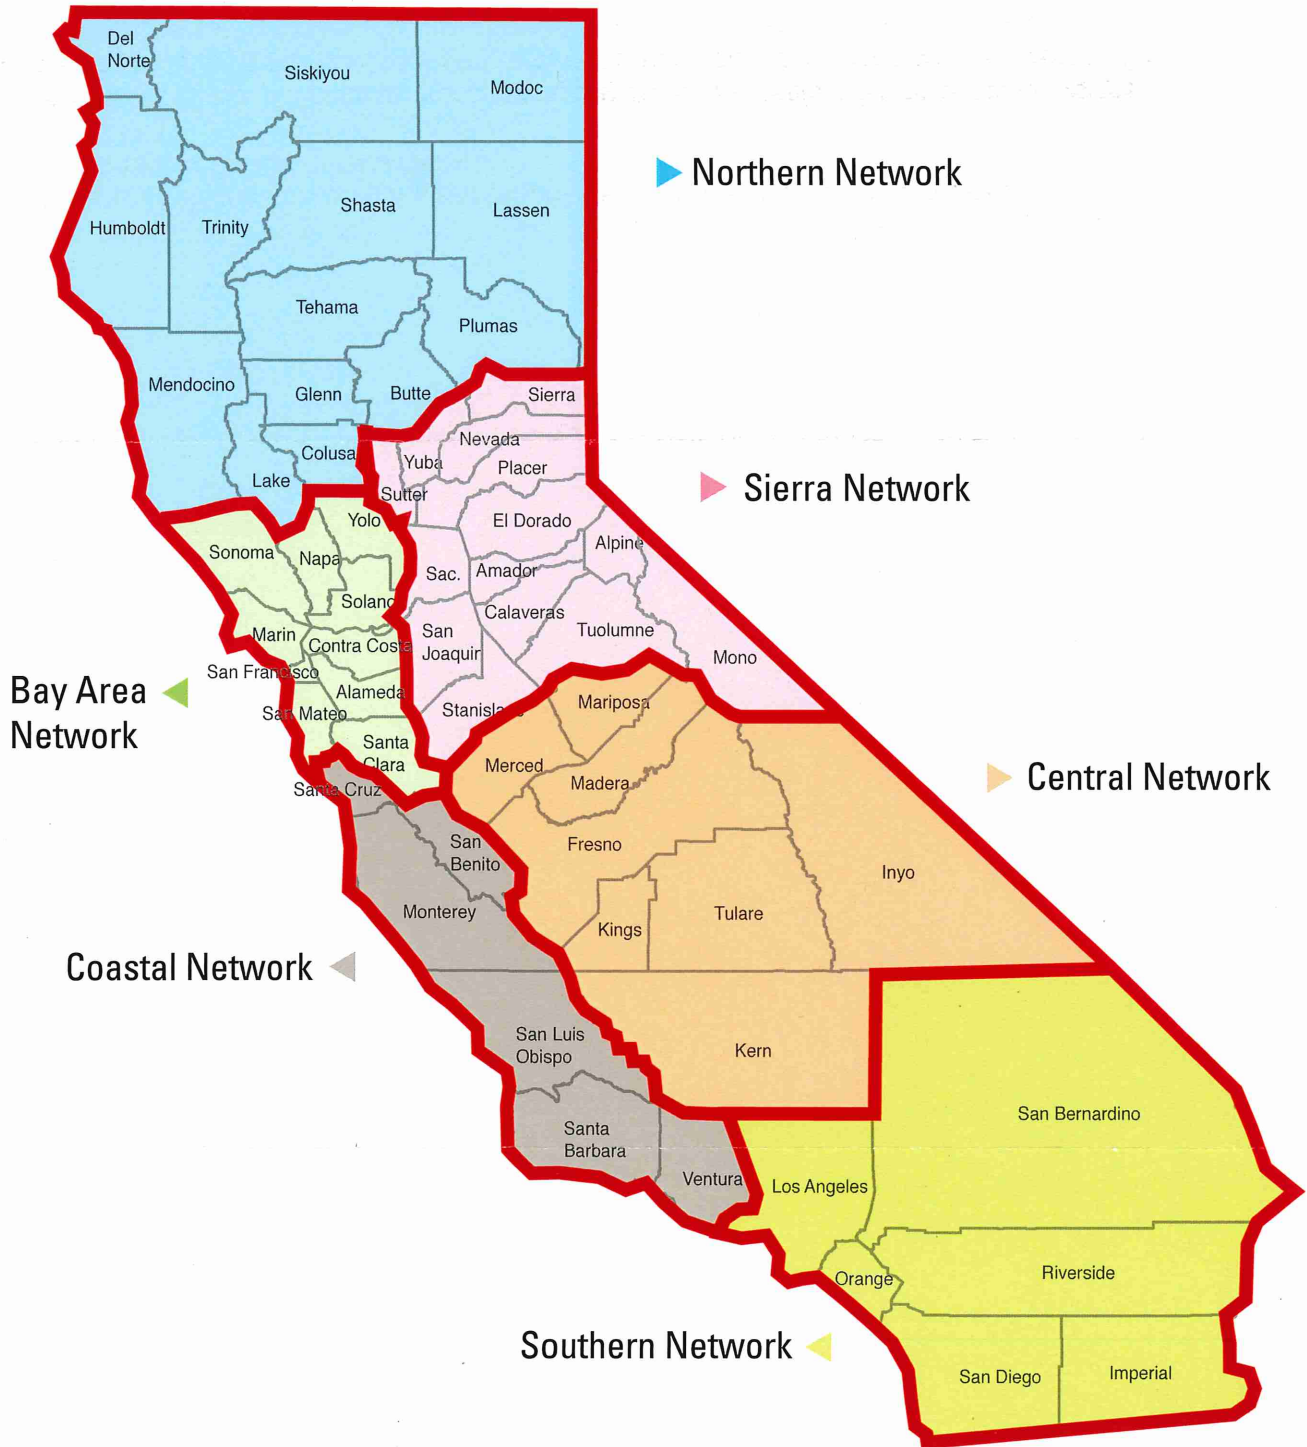 Del
Norte
Siskiyou
Modoc
Northern Network
Shasta
Lassen
Humboldt
Trinity
Tehama
Plumas
Mendocino
Glenn
Butte
Sierra
Nevada
Colusa
Yuba
Placer
Lake
Sutter
Sierra Network
Yolo
El Dorado
Sonoma
Napa
Alpine
Sac.
Amador
Solano
Calaveras
Marin
San
Joaquin
Tuolumne
Contra Costa
Mono
San Francisco
Bay Area
Network
Alameda
San Mateo
Stanislaus
Mariposa
Santa
Clara
Merced
Madera
Central Network
Santa Cruz
San
Benito
Fresno
Inyo
Monterey
Kings
Tulare
Coastal Network
San Luis
Obispo
Kern
San Bernardino
Santa
Barbara
Ventura
Los Angeles
Orange
Riverside
Southern Network
San Diego
Imperial